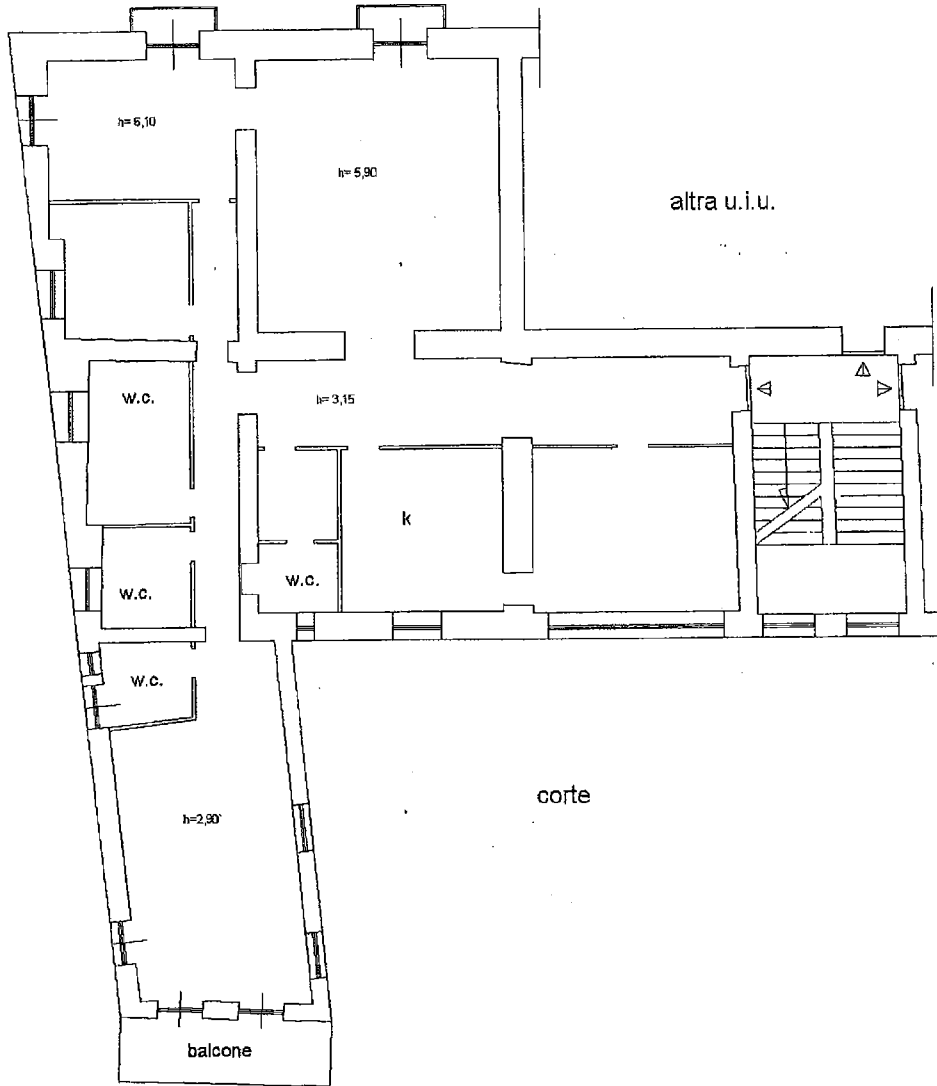 h= 6,10
h= 5,90
altra u.i.u.
w.c.
h= 3,15
k
w.c.
w.c.
w.c.
corte
h=2,90
balcone